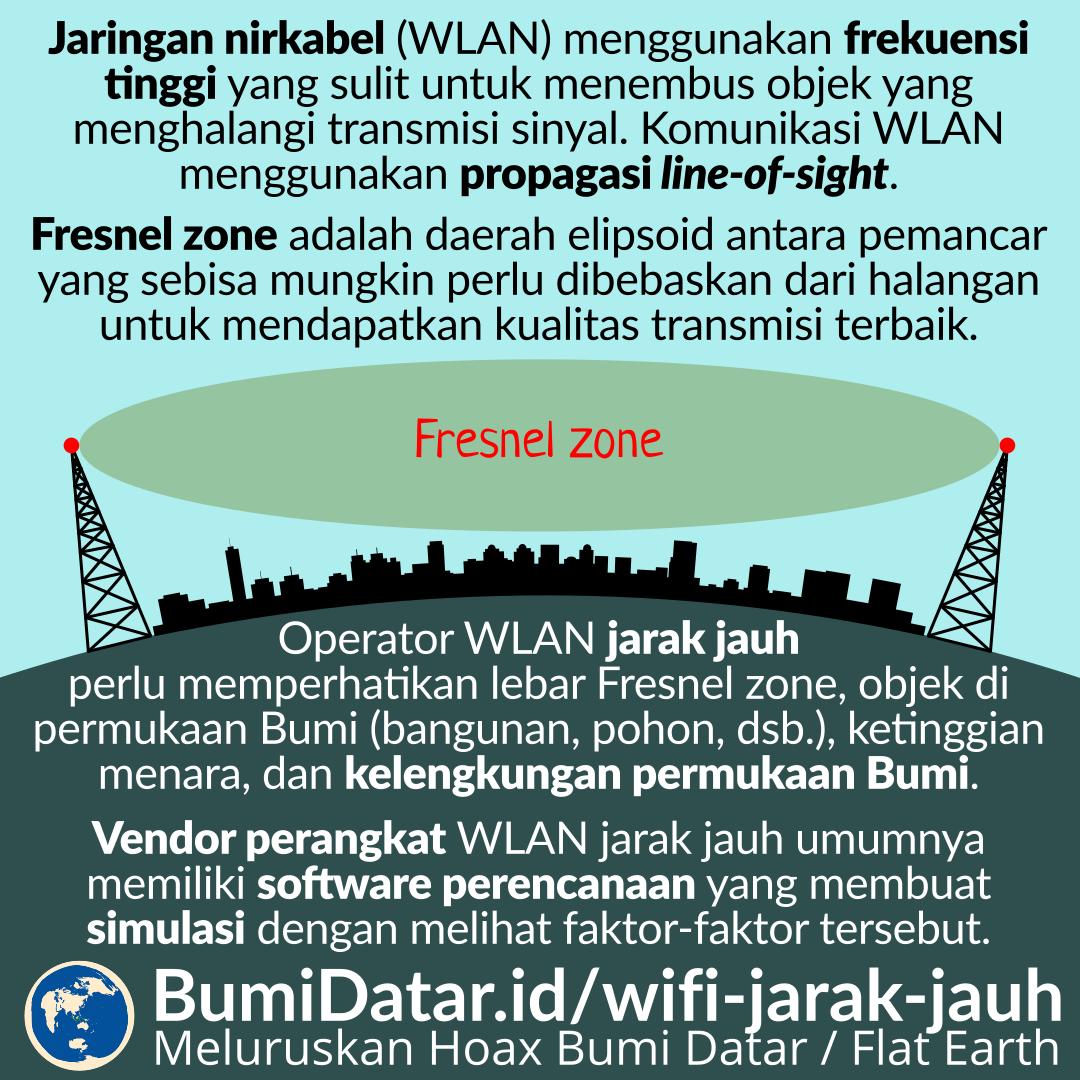 Jaringan nirkabel (WLAN) menggunakan frekuensi
tinggi yang sulit untuk menembus objek yang
menghalangi transmisi sinyal. Komunikasi WLAN
menggunakan propagasi line-of-sight.
Fresnel zone adalah daerah elipsoid antara pemancar
yang sebisa mungkin perlu dibebaskan dari halangan
untuk mendapatkan kualitas transmisi terbaik.
Fresnel zone
Operator WLAN jarak jauh
perlu memperhatikan lebar Fresnel zone, objek di
permukaan Bumi (bangunan, pohon, dsb.), ketinggian
menara, dan kelengkungan permukaan Bumi.
Vendor perangkat WLAN jarak jauh umumnya
memiliki software perencanaan yang membuat
simulasi dengan melihat faktor-faktor tersebut.
BumiDatar.id/wifi-jarak-jauh
Meluruskan Hoax Bumi Datar / Flat Earth